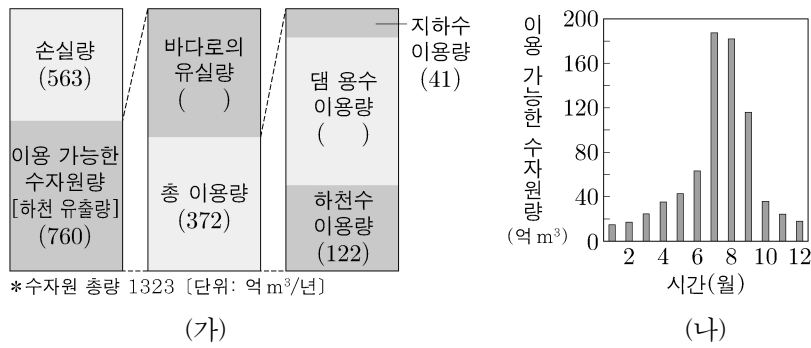 손실량
(563)
이용 가능한
수자원량
[하천 유출량]
(760)
바다로의
유실량
( )
총 이용량
(372)
지하수
이용량
(41)
댐 용수
이용량
( )
하천수
이용량
(122)
*수자원 총량 1323 [단위: 억 m³/년]
(가)
이용 가능한 수자원량
(억 m³)
200
160
120
80
40
0
2 4 6 8 10 12
시간(월)
(나)